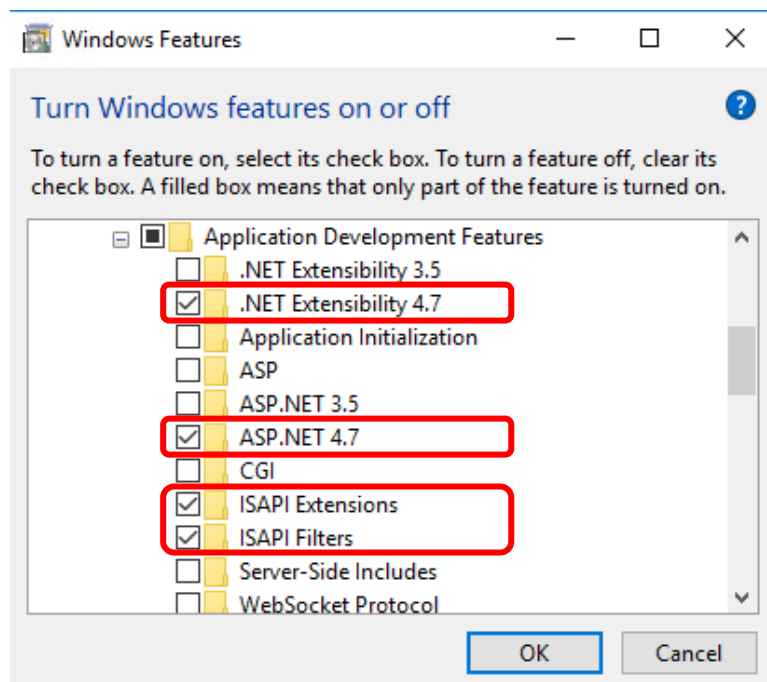 Windows Features
Turn Windows features on or off
?
To turn a feature on, select its check box. To turn a feature off, clear its
check box. A filled box means that only part of the feature is turned on.
Application Development Features
.NET Extensibility 3.5
.NET Extensibility 4.7
Application Initialization
ASP
ASP.NET 3.5
ASP.NET 4.7
CGI
ISAPI Extensions
ISAPI Filters
Server-Side Includes
WebSocket Protocol
OK
Cancel